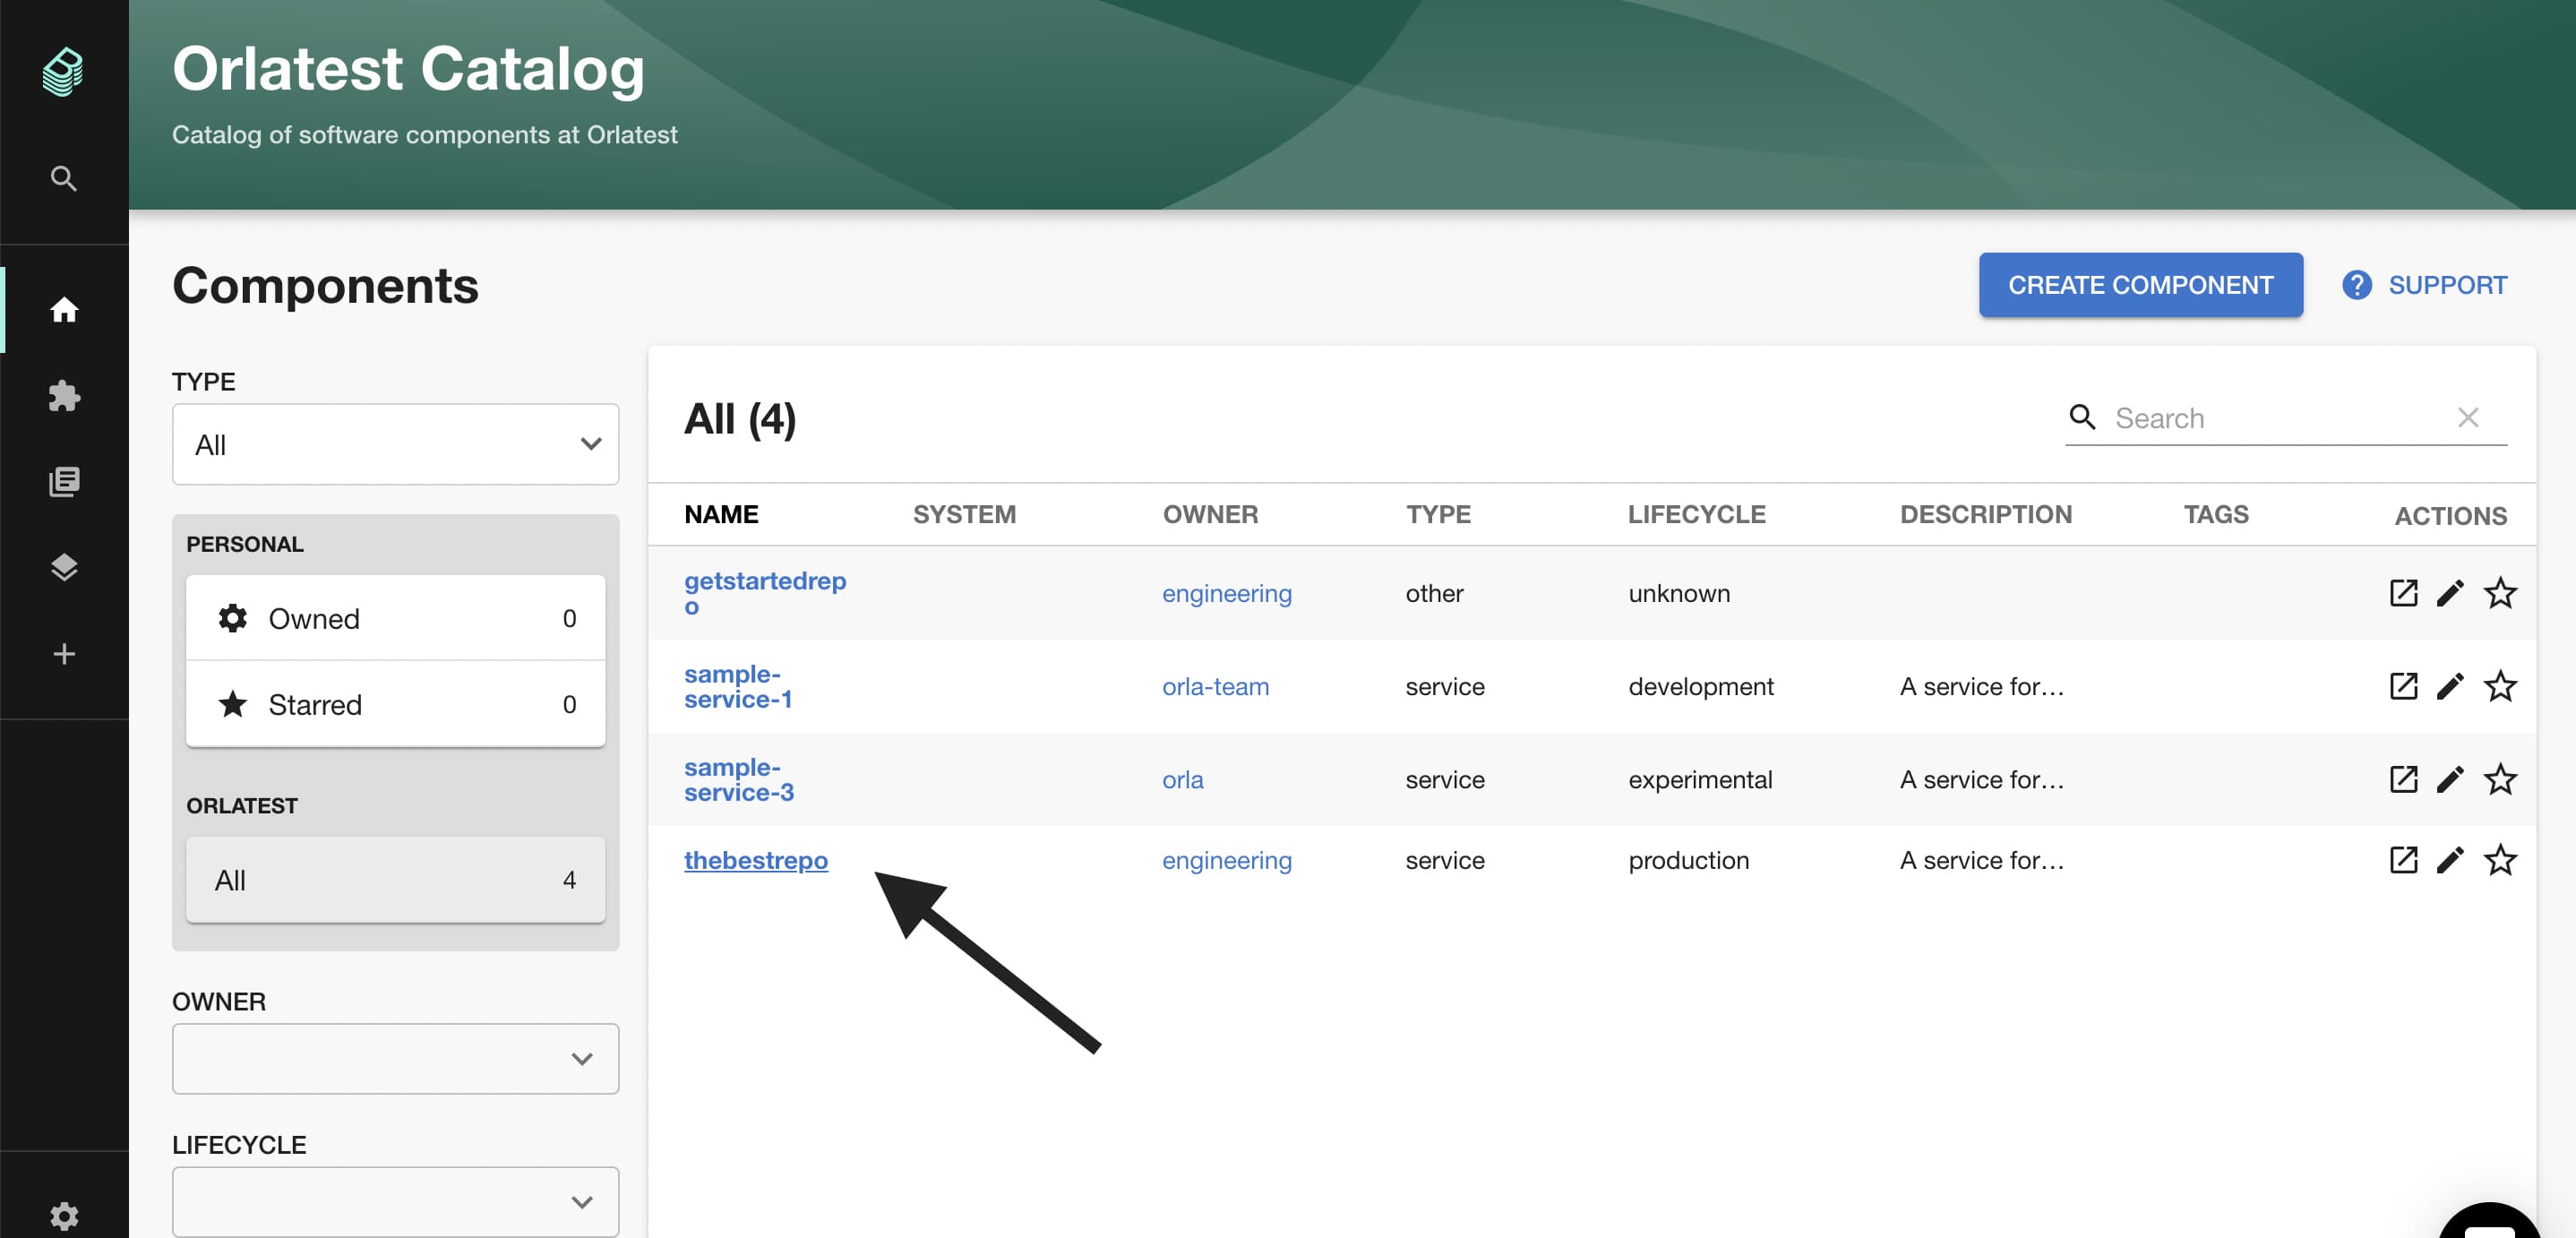 Orlatest Catalog
Catalog of software components at Orlatest
Components
CREATE COMPONENT
? SUPPORT
TYPE
All
PERSONAL
Owned 0
Starred 0
ORLATEST
All 4
OWNER
LIFECYCLE
All (4)
Search
NAME SYSTEM OWNER TYPE LIFECYCLE DESCRIPTION TAGS ACTIONS
getstartedrep
o
engineering other unknown
sample-
service-1
orla-team service development A service for…
sample-
service-3
orla service experimental A service for…
thebestrepo engineering service production A service for…